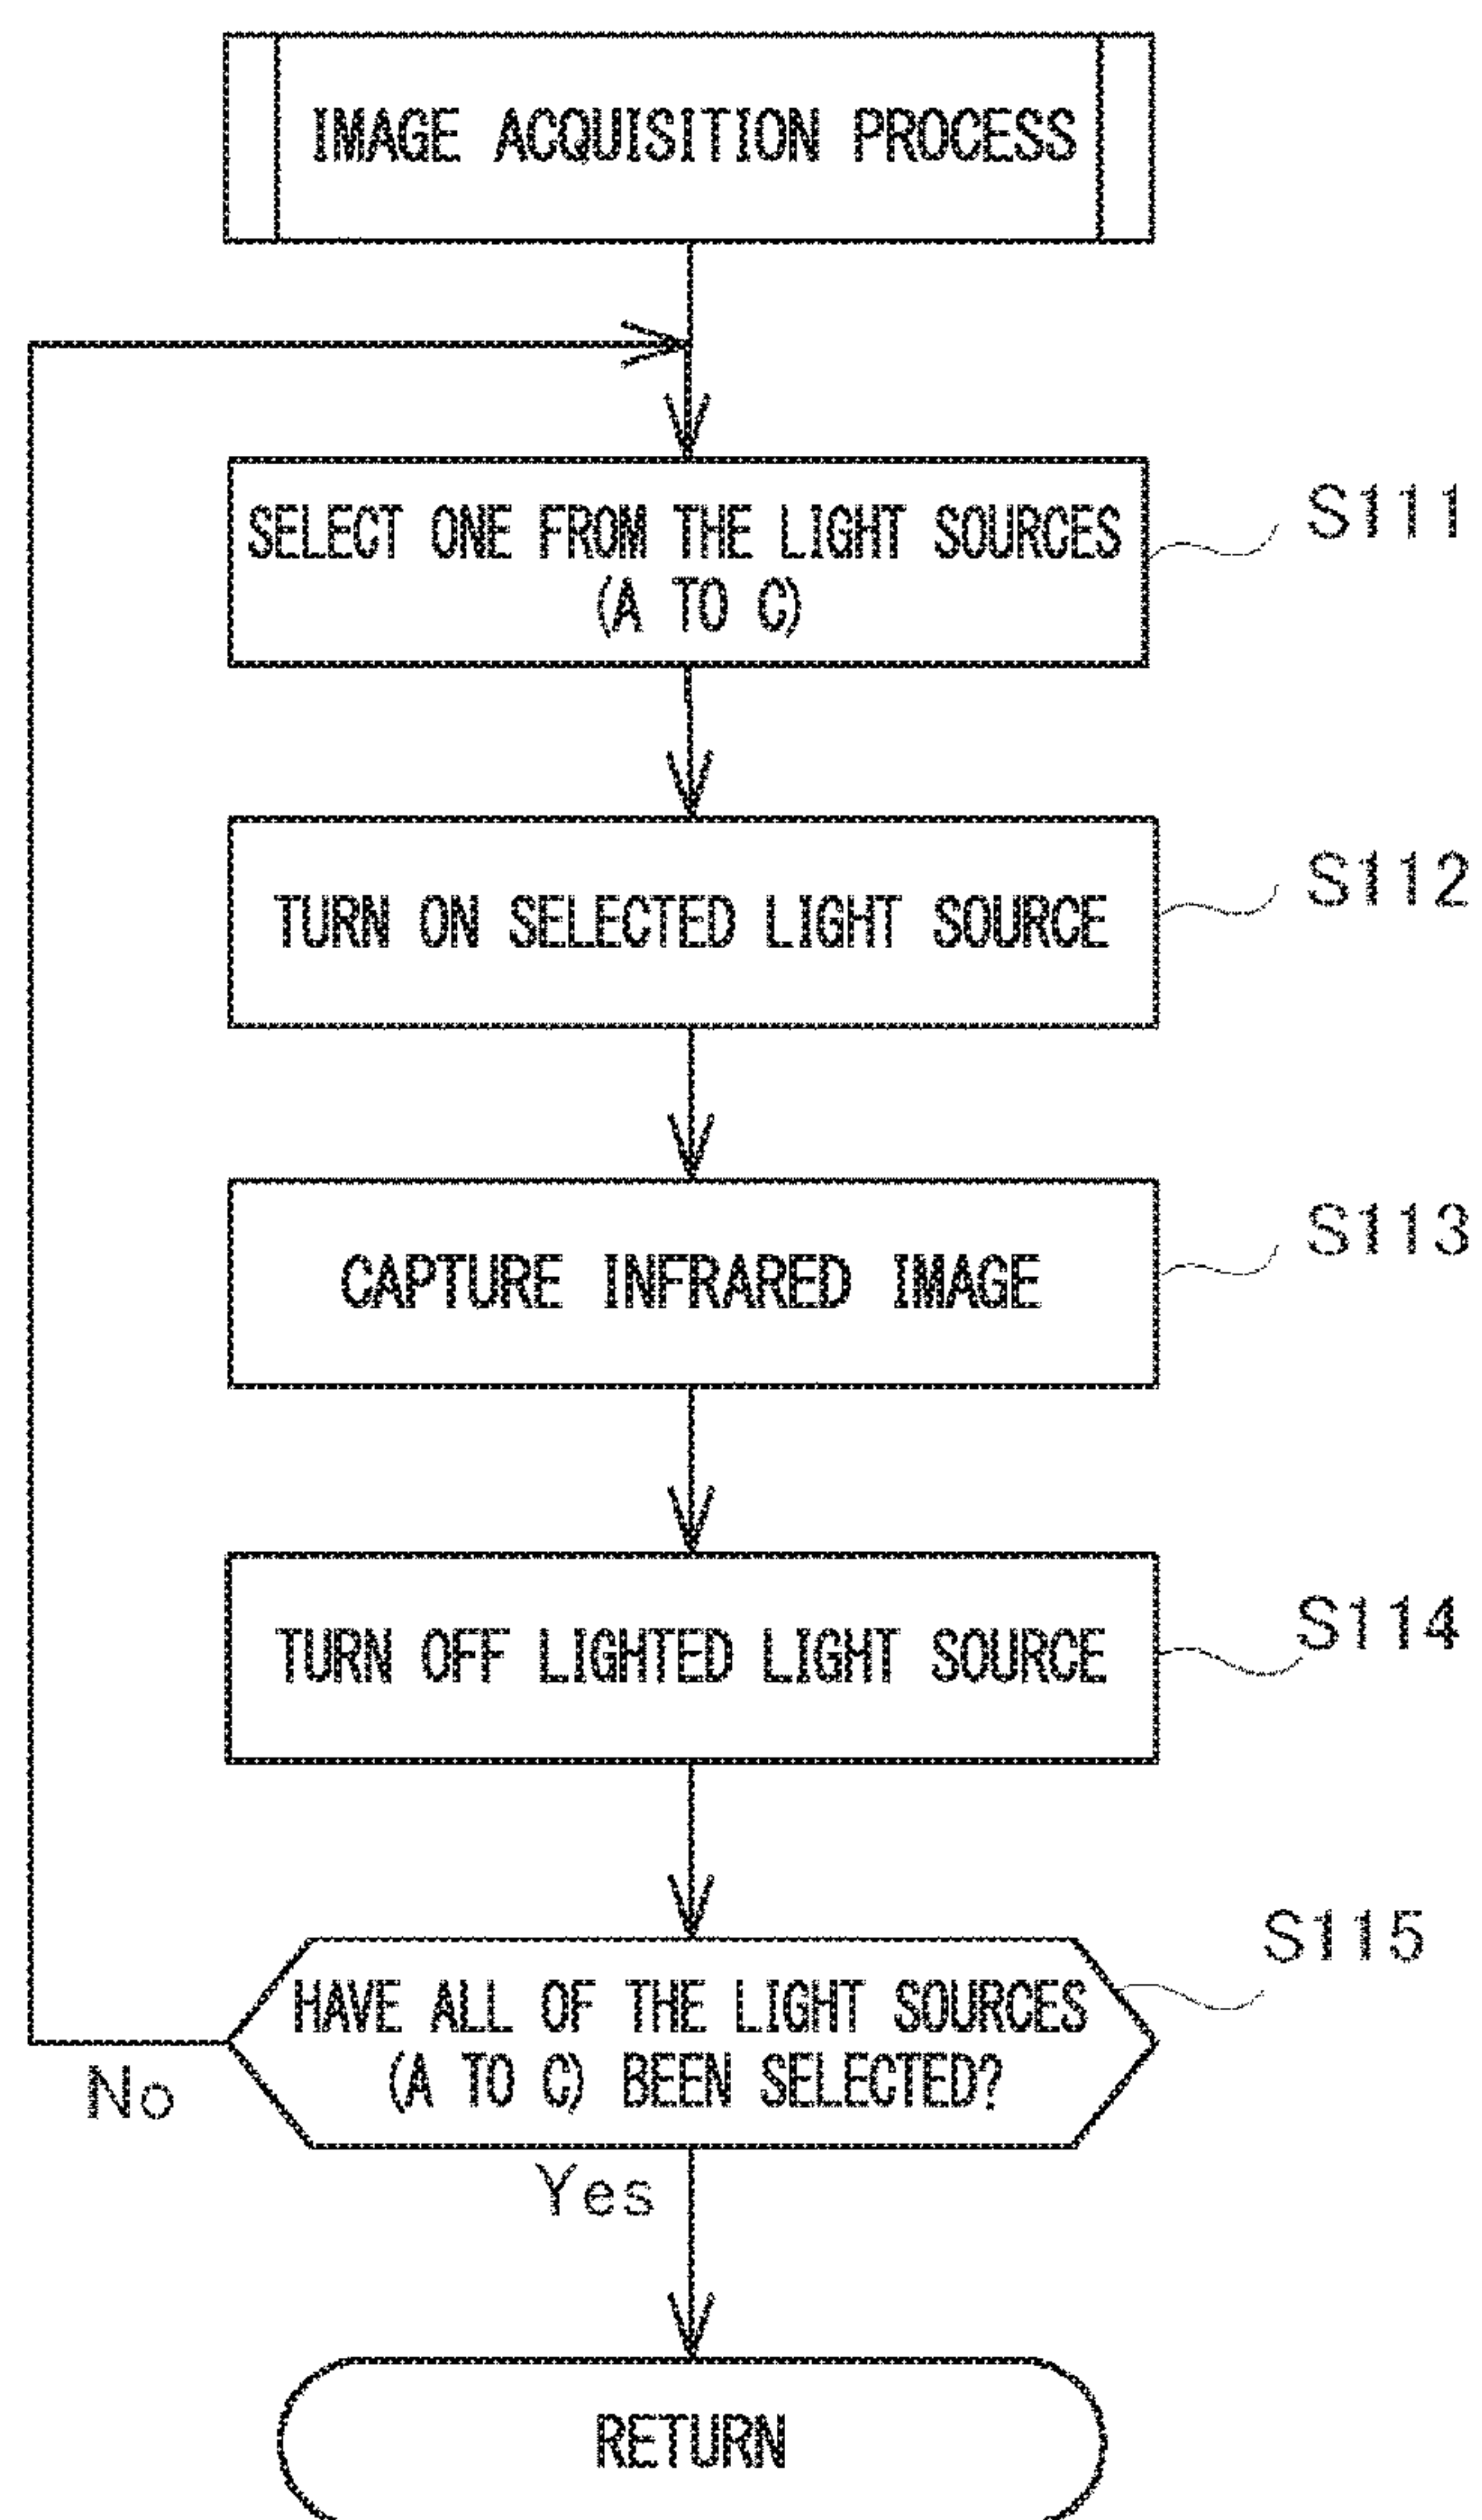 IMAGE ACQUISITION PROCESS
SELECT ONE FROM THE LIGHT SOURCES
(A TO C)
S111
TURN ON SELECTED LIGHT SOURCE
S112
CAPTURE INFRARED IMAGE
S113
TURN OFF LIGHTED LIGHT SOURCE
S114
HAVE ALL OF THE LIGHT SOURCES
(A TO C) BEEN SELECTED?
S115
No
Yes
RETURN